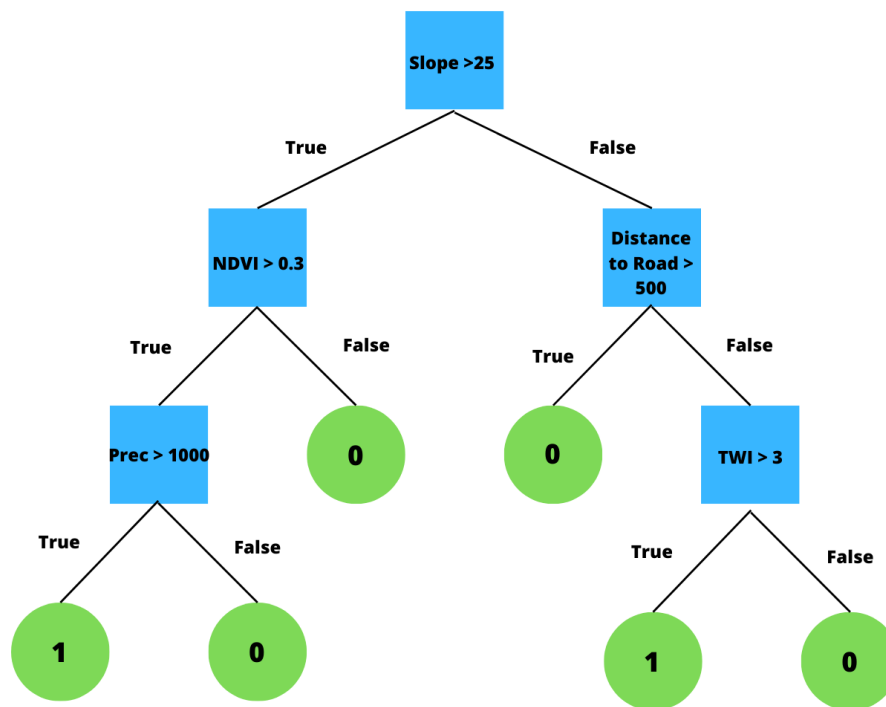 Slope >25
True
False
NDVI > 0.3
Distance
to Road >
500
True
False
True
False
Prec > 1000
0
0
TWI > 3
True
False
True
False
1
0
1
0